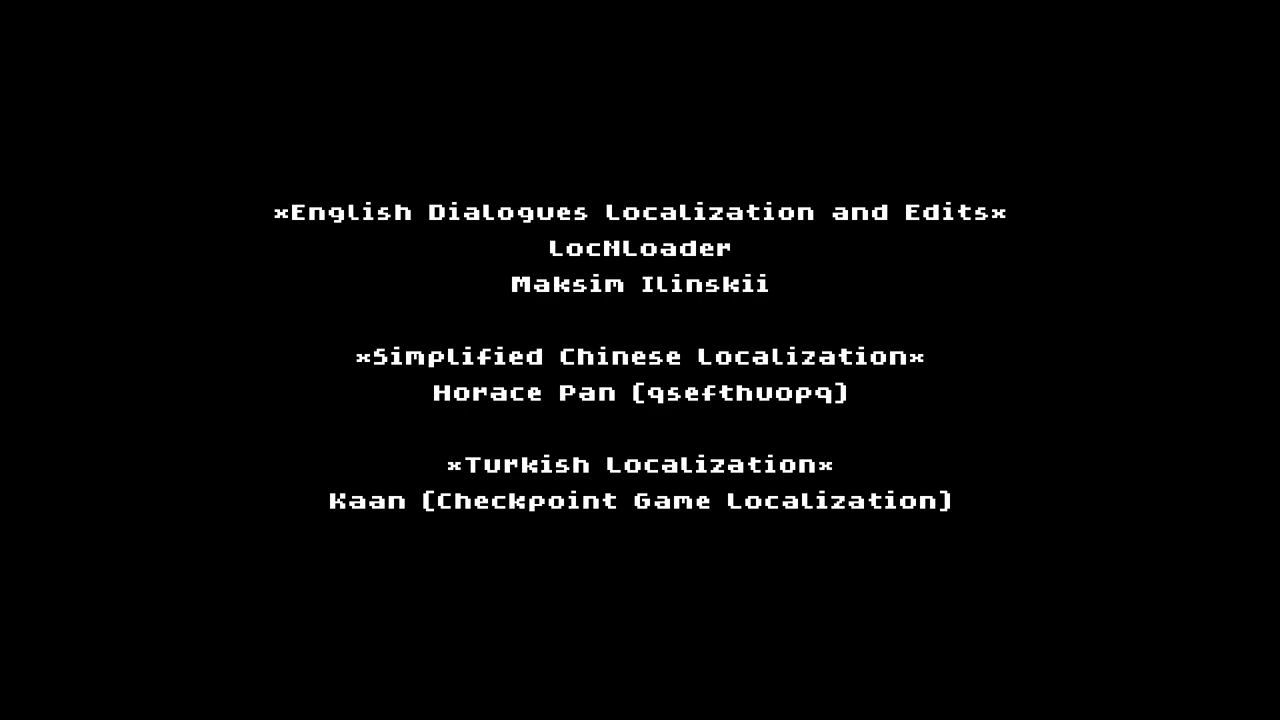 ×English Dialogues Localization and Edits×
LocNLoader
Maksim Ilinskii
×Simplified Chinese Localization×
Horace Pan (qsefthuopq)
×Turkish Localization×
Kaan (Checkpoint Game Localization)